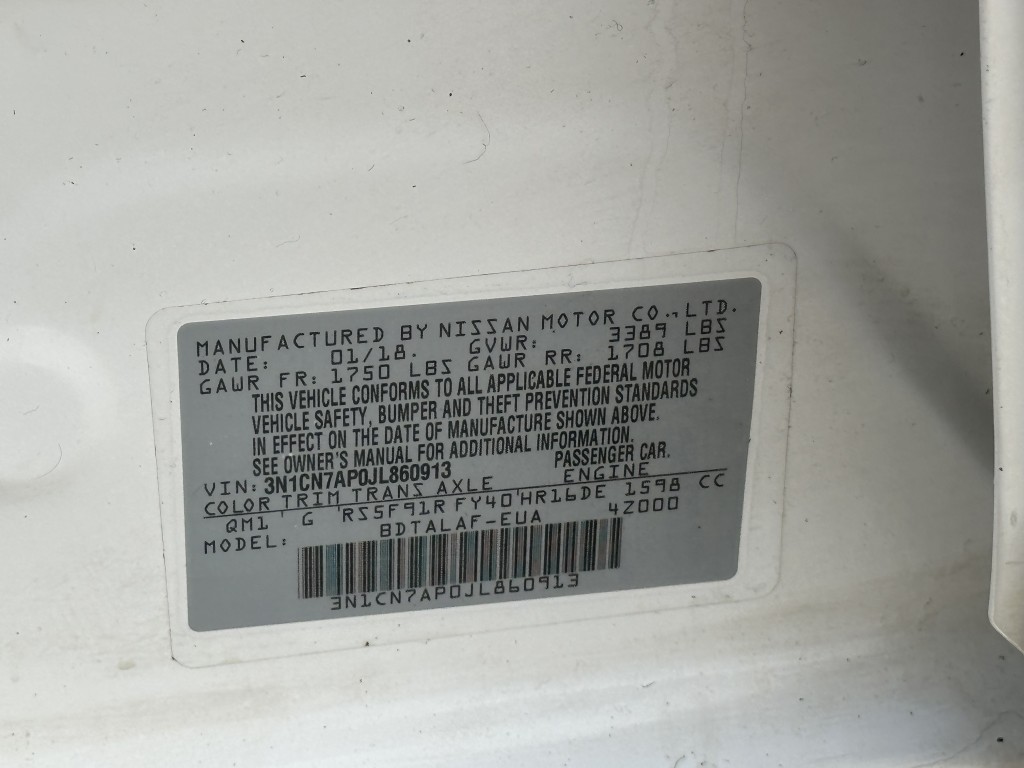 MANUFACTURED BY NISSAN MOTOR CO., LTD.
DATE: 01/18. GVWR: 3389 LBS
GAWR FR: 1750 LBS GAWR RR: 1708 LBS
THIS VEHICLE CONFORMS TO ALL APPLICABLE FEDERAL MOTOR
VEHICLE SAFETY, BUMPER AND THEFT PREVENTION STANDARDS
IN EFFECT ON THE DATE OF MANUFACTURE SHOWN ABOVE.
SEE OWNER'S MANUAL FOR ADDITIONAL INFORMATION.
VIN: 3N1CN7AP0JL860913 PASSENGER CAR.
COLOR TRIM TRANS AXLE ENGINE
QM1 G RS5F91R FY40 HR16DE 1598 CC
MODEL: BDTALAF-EUA 42000
3N1CN7AP0JL860913